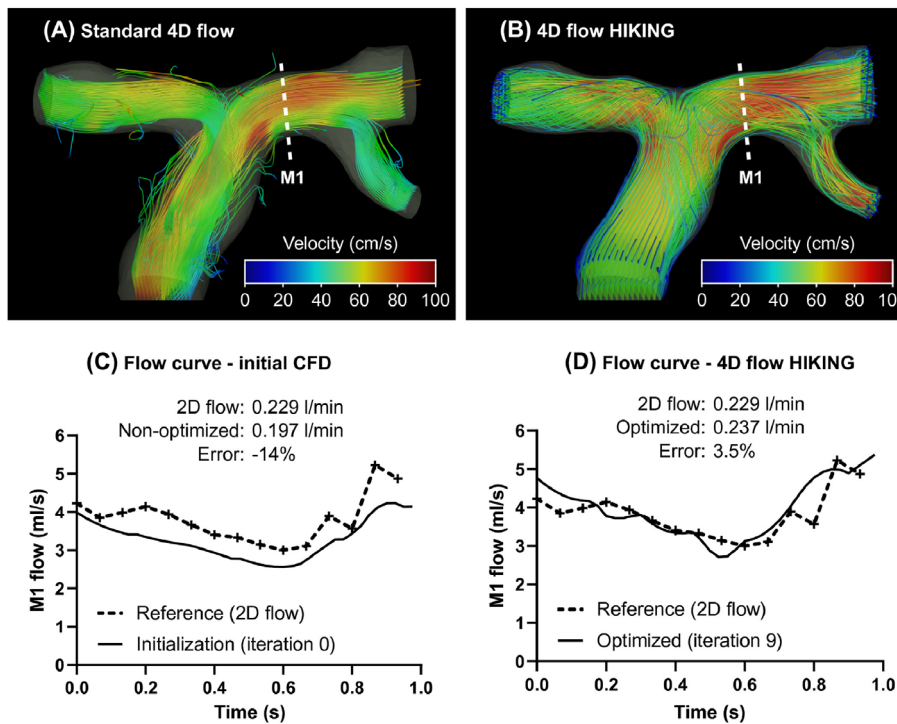 (A) Standard 4D flow
M1
Velocity (cm/s)
0 20 40 60 80 100
(B) 4D flow HIKING
M1
Velocity (cm/s)
0 20 40 60 80 100
(C) Flow curve - initial CFD
2D flow: 0.229 l/min
Non-optimized: 0.197 l/min
Error: -14%
M1 flow (ml/s)
6
5
4
3
2
1
0
Reference (2D flow)
Initialization (iteration 0)
0.0 0.2 0.4 0.6 0.8 1.0
Time (s)
(D) Flow curve - 4D flow HIKING
2D flow: 0.229 l/min
Optimized: 0.237 l/min
Error: 3.5%
M1 flow (ml/s)
6
5
4
3
2
1
0
Reference (2D flow)
Optimized (iteration 9)
0.0 0.2 0.4 0.6 0.8 1.0
Time (s)